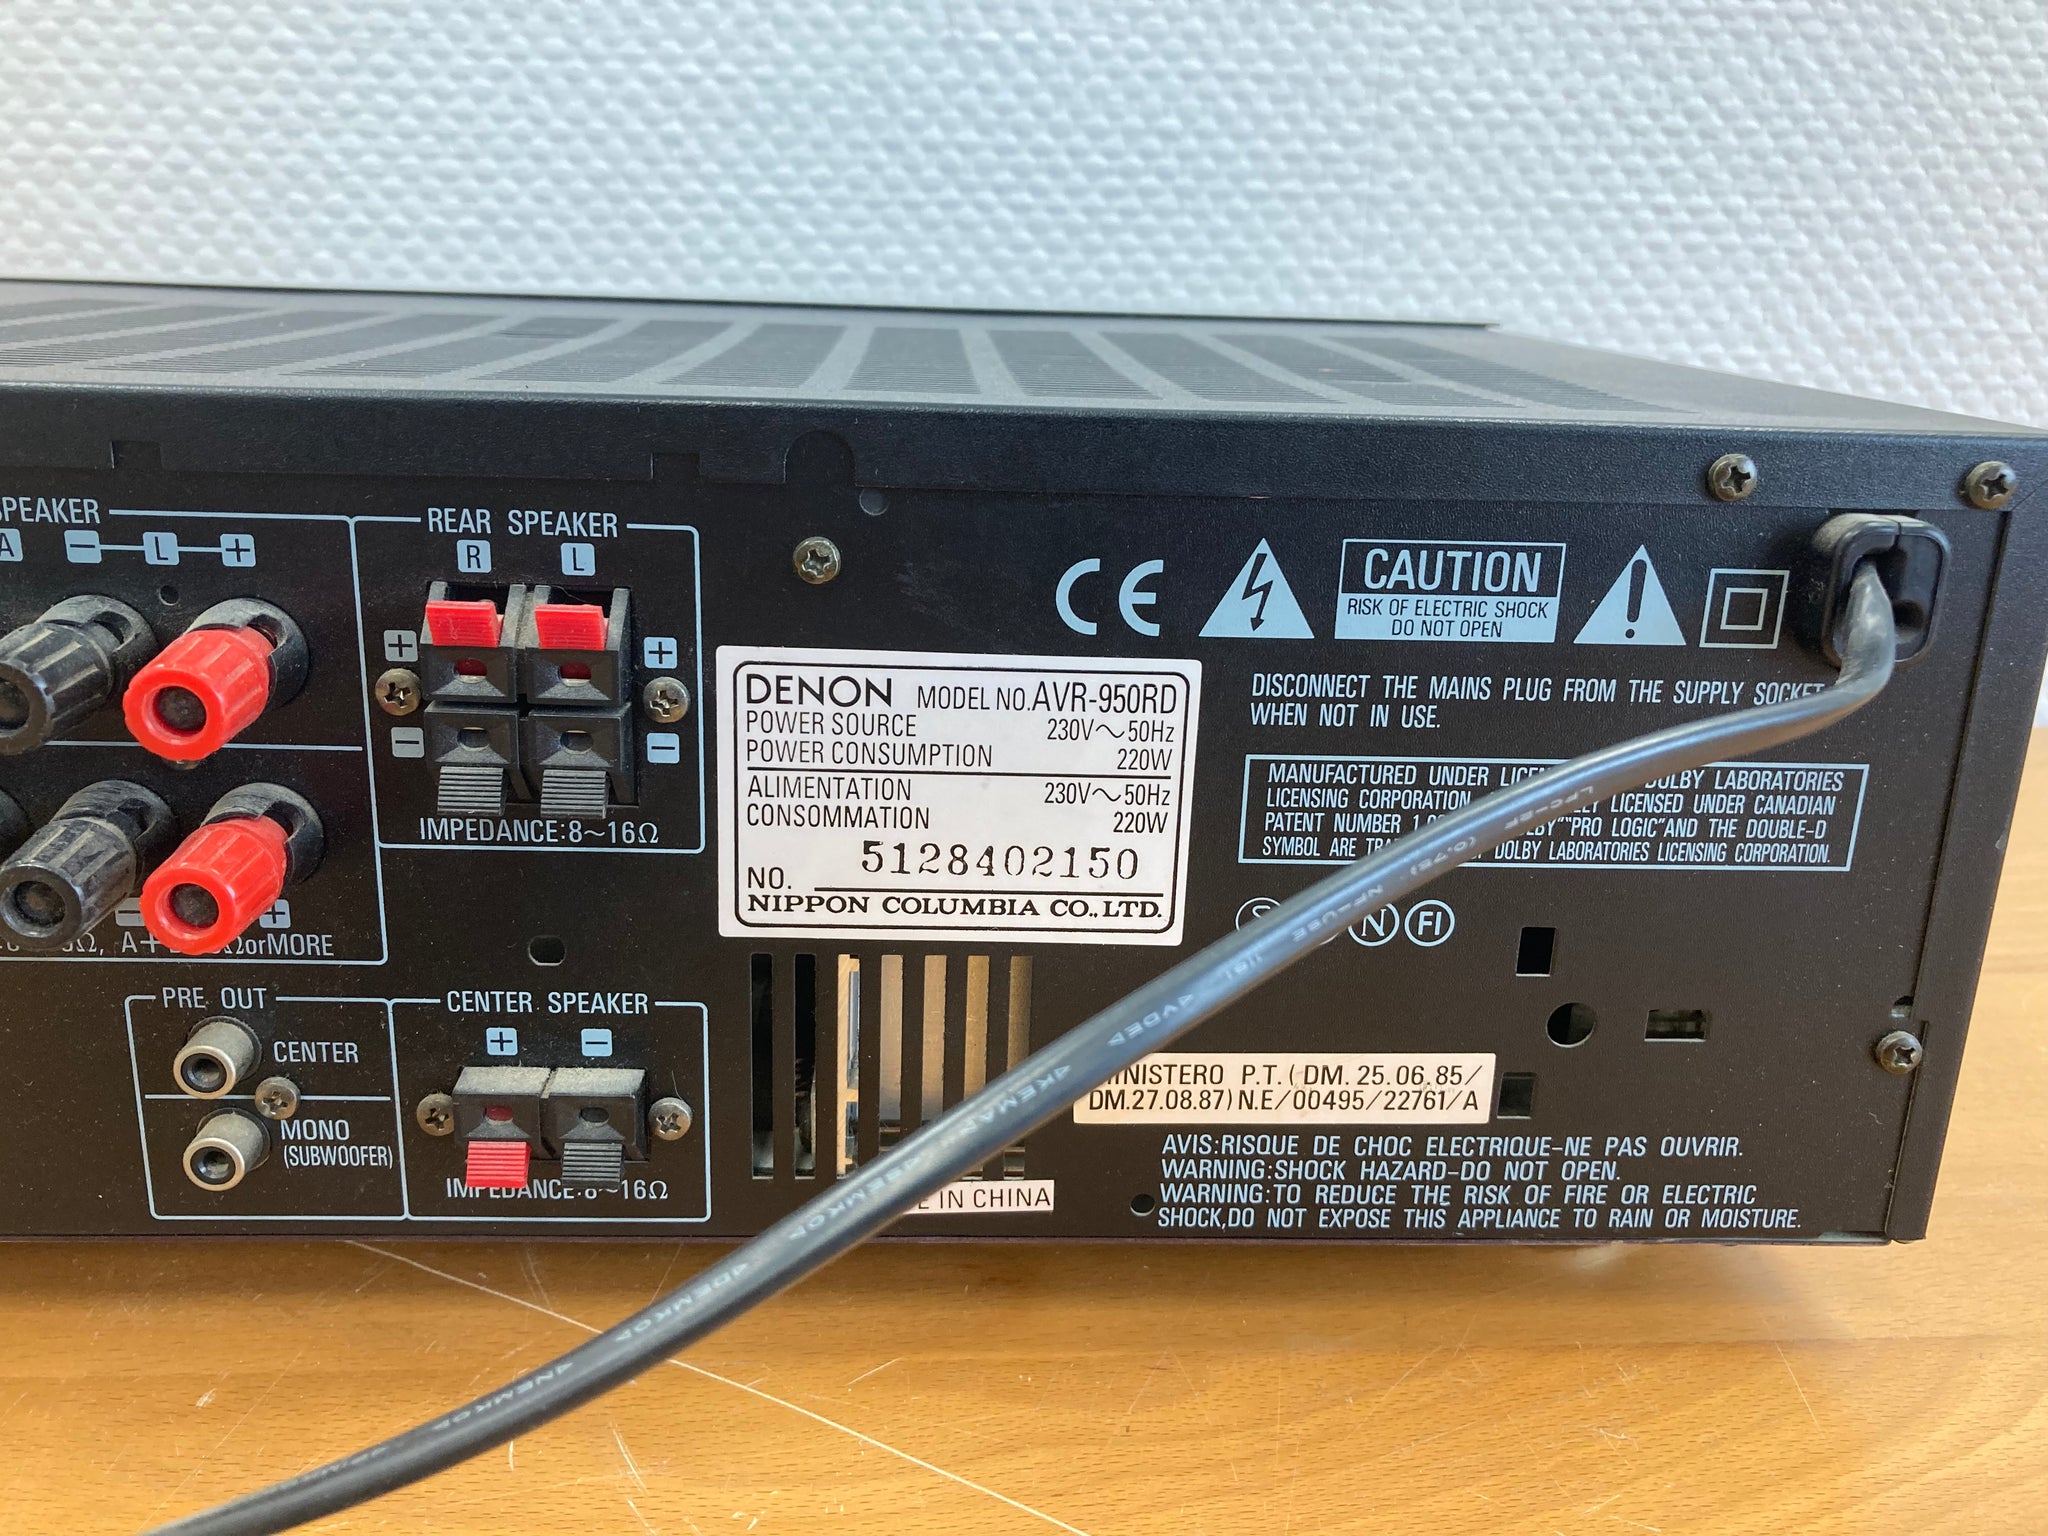 SPEAKER
A − L +
REAR SPEAKER
R L
+ +
− −
IMPEDANCE:8～16Ω
− +
Ω, A+ ΩorMORE
PRE OUT
CENTER
MONO
(SUBWOOFER)
CENTER SPEAKER
+ −
IMPEDANCE:8～16Ω
DENON MODEL NO.AVR-950RD
POWER SOURCE 230V～50Hz
POWER CONSUMPTION 220W
ALIMENTATION 230V～50Hz
CONSOMMATION 220W
NO. 5128402150
NIPPON COLUMBIA CO.,LTD.
CE
CAUTION
RISK OF ELECTRIC SHOCK
DO NOT OPEN
DISCONNECT THE MAINS PLUG FROM THE SUPPLY SOCKET
WHEN NOT IN USE.
MANUFACTURED UNDER DOLBY LABORATORIES
LICENSING CORPORATION LICENSED UNDER CANADIAN
PATENT NUMBER "PRO LOGIC"AND THE DOUBLE-D
SYMBOL ARE DOLBY LABORATORIES LICENSING CORPORATION.
S N FI
MINISTERO P.T.( DM. 25.06.85/
DM.27.08.87) N.E/00495/22761/A
IN CHINA
AVIS:RISQUE DE CHOC ELECTRIQUE-NE PAS OUVRIR.
WARNING:SHOCK HAZARD-DO NOT OPEN.
WARNING:TO REDUCE THE RISK OF FIRE OR ELECTRIC
SHOCK,DO NOT EXPOSE THIS APPLIANCE TO RAIN OR MOISTURE.